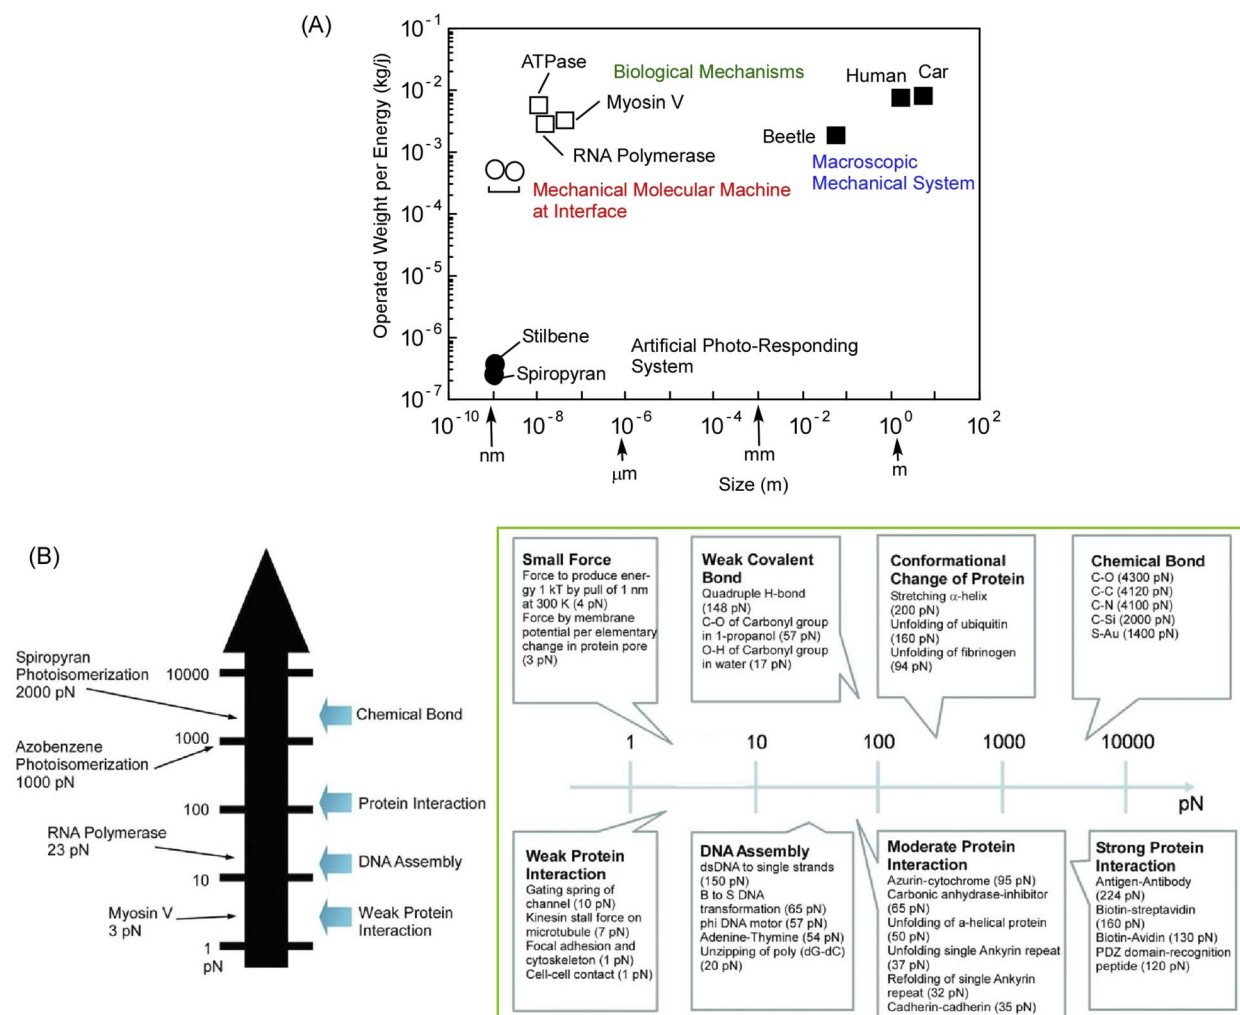 (A)
10^-1
10^-2
10^-3
10^-4
10^-5
10^-6
10^-7
Operated Weight per Energy (kg/j)
ATPase
Biological Mechanisms
Myosin V
RNA Polymerase
Human
Car
Beetle
Macroscopic
Mechanical System
Mechanical Molecular Machine
at Interface
Stilbene
Spiropyran
Artificial Photo-Responding
System
10^-10
10^-8
10^-6
10^-4
10^-2
10^0
10^2
nm
μm
mm
m
Size (m)
(B)
Spiropyran
Photoisomerization
2000 pN
Azobenzene
Photoisomerization
1000 pN
RNA Polymerase
23 pN
Myosin V
3 pN
10000
1000
100
10
1
pN
Chemical Bond
Protein Interaction
DNA Assembly
Weak Protein
Interaction
Small Force
Force to produce ener-
gy 1 kT by pull of 1 nm
at 300 K (4 pN)
Force by membrane
potential per elementary
change in protein pore
(3 pN)
Weak Covalent
Bond
Quadruple H-bond
(148 pN)
C-O of Carbonyl group
in 1-propanol (57 pN)
O-H of Carbonyl group
in water (17 pN)
Conformational
Change of Protein
Stretching α-helix
(200 pN)
Unfolding of ubiquitin
(160 pN)
Unfolding of fibrinogen
(94 pN)
Chemical Bond
C-O (4300 pN)
C-C (4120 pN)
C-N (4100 pN)
C-Si (2000 pN)
S-Au (1400 pN)
1
10
100
1000
10000
pN
Weak Protein
Interaction
Gating spring of
channel (10 pN)
Kinesin stall force on
microtubule (7 pN)
Focal adhesion and
cytoskeleton (1 pN)
Cell-cell contact (1 pN)
DNA Assembly
dsDNA to single strands
(150 pN)
B to S DNA
transformation (65 pN)
phi DNA motor (57 pN)
Adenine-Thymine (54 pN)
Unzipping of poly (dG-dC)
(20 pN)
Moderate Protein
Interaction
Azurin-cytochrome (95 pN)
Carbonic anhydrase-inhibitor
(65 pN)
Unfolding of a-helical protein
(50 pN)
Unfolding single Ankyrin repeat
(37 pN)
Refolding of single Ankyrin
repeat (32 pN)
Cadherin-cadherin (35 pN)
Strong Protein
Interaction
Antigen-Antibody
(224 pN)
Biotin-streptavidin
(160 pN)
Biotin-Avidin (130 pN)
PDZ domain-recognition
peptide (120 pN)